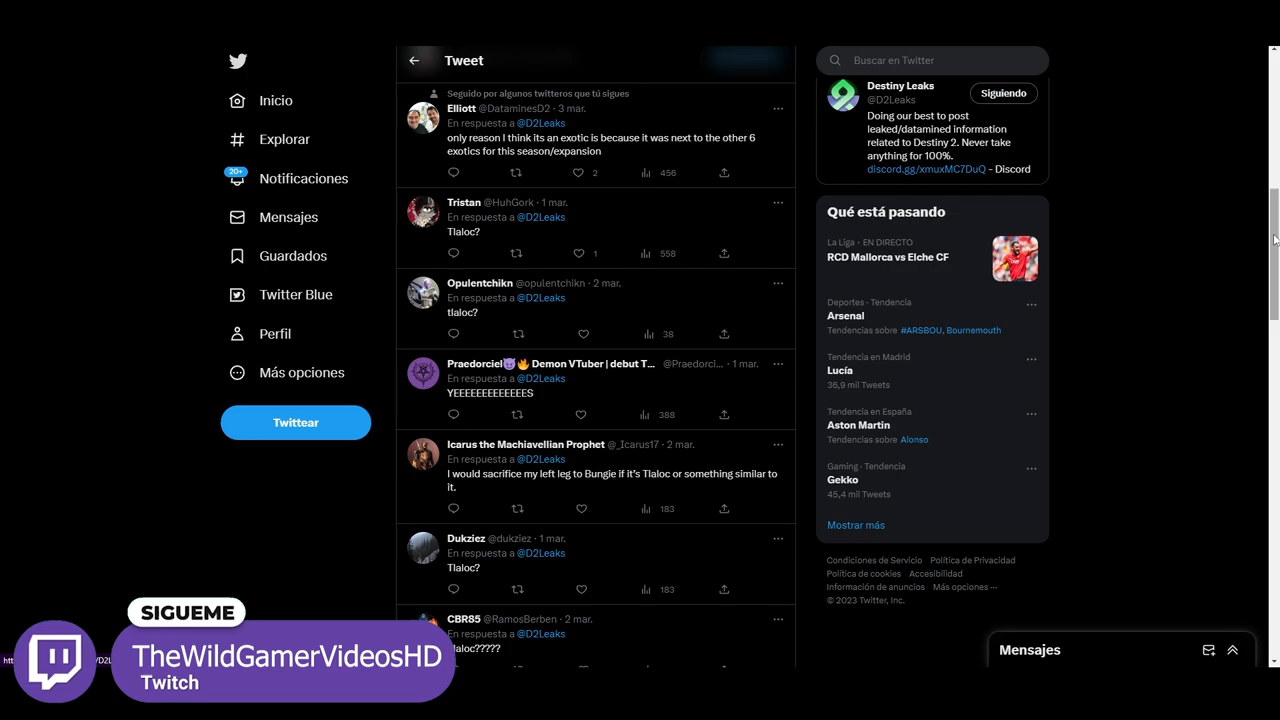 Inicio
Explorar
20+
Notificaciones
Mensajes
Guardados
Twitter Blue
Perfil
Más opciones
Twittear
Tweet
Seguido por algunos twitteros que tú sigues
Elliott @DataminesD2 · 3 mar.
En respuesta a @D2Leaks
only reason I think its an exotic is because it was next to the other 6
exotics for this season/expansion
2
456
Tristan @HuhGork · 1 mar.
En respuesta a @D2Leaks
Tlaloc?
1
558
Opulentchikn @opulentchIkn · 2 mar.
En respuesta a @D2Leaks
tlaloc?
38
Praedorciel😈🔥 Demon VTuber | debut T... @Praedorci... · 1 mar.
En respuesta a @D2Leaks
YEEEEEEEEEEEEES
388
Icarus the Machiavellian Prophet @_Icarus17 · 2 mar.
En respuesta a @D2Leaks
I would sacrifice my left leg to Bungie if it's Tlaloc or something similar to
it.
183
Dukziez @dukziez · 1 mar.
En respuesta a @D2Leaks
Tlaloc?
183
CBR85 @RamosBerben · 2 mar.
En respuesta a @D2Leaks
Buscar en Twitter
Destiny Leaks
@D2Leaks
Siguiendo
Doing our best to post
leaked/datamined information
related to Destiny 2. Never take
anything for 100%.
discord.gg/xmuxMC7DuQ - Discord
Qué está pasando
La Liga · EN DIRECTO
RCD Mallorca vs Elche CF
Deportes · Tendencia
Arsenal
Tendencias sobre #ARSBOU, Bournemouth
Tendencia en Madrid
Lucía
36,9 mil Tweets
Tendencia en España
Aston Martin
Tendencias sobre Alonso
Gaming · Tendencia
Gekko
45,4 mil Tweets
Mostrar más
Condiciones de Servicio Política de Privacidad
Política de cookies Accesibilidad
Información de anuncios Más opciones ···
© 2023 Twitter, Inc.
Mensajes
SIGUEME
TheWildGamerVideosHD
Twitch